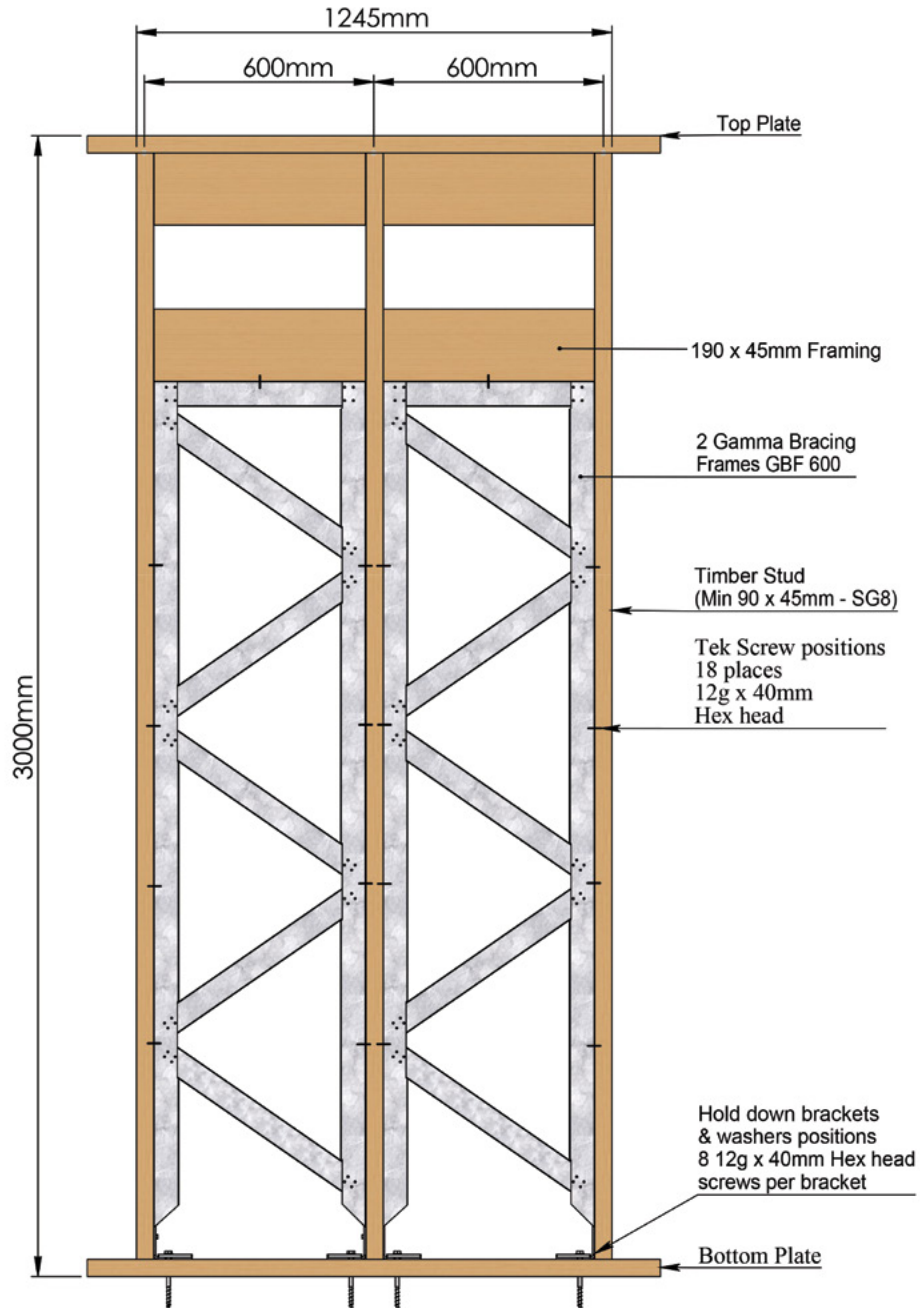 1245mm
600mm
600mm
Top Plate
190 x 45mm Framing
2 Gamma Bracing
Frames GBF 600
Timber Stud
(Min 90 x 45mm - SG8)
Tek Screw positions
18 places
12g x 40mm
Hex head
3000mm
Hold down brackets
& washers positions
8 12g x 40mm Hex head
screws per bracket
Bottom Plate